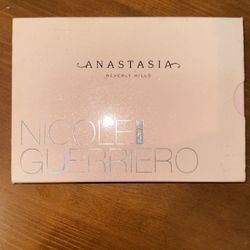 ANASTASIA
BEVERLY HILLS
NICOLE
GUERRIERO